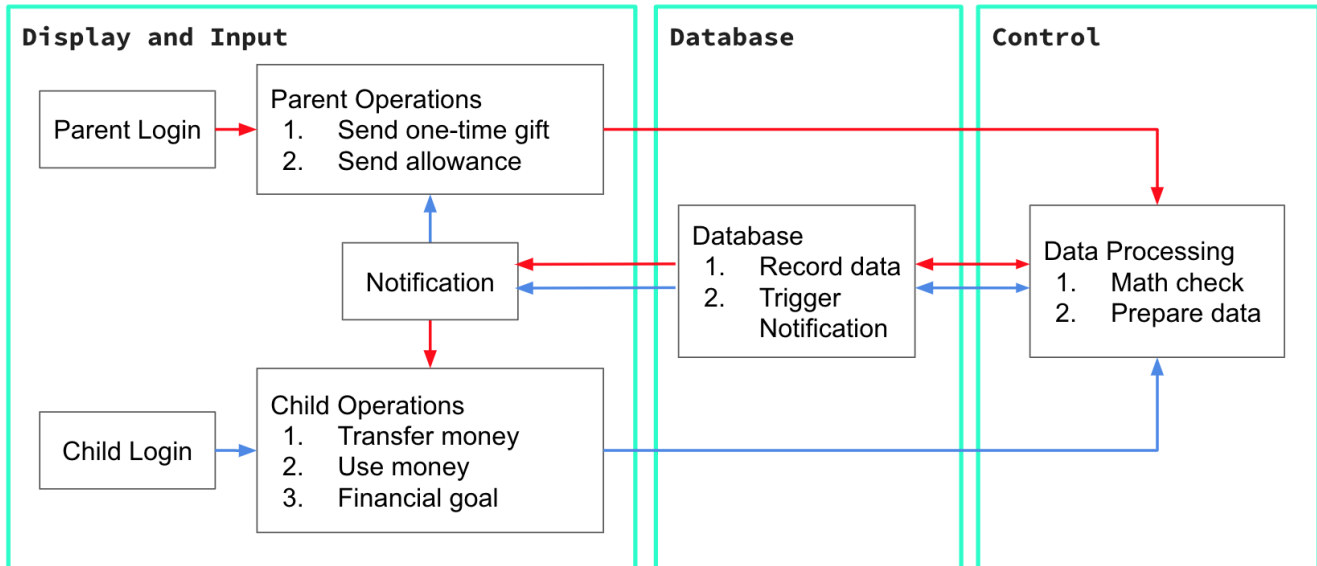 Display and Input
Database
Control
Parent Login
Parent Operations
1. Send one-time gift
2. Send allowance
Notification
Database
1. Record data
2. Trigger
Notification
Data Processing
1. Math check
2. Prepare data
Child Login
Child Operations
1. Transfer money
2. Use money
3. Financial goal